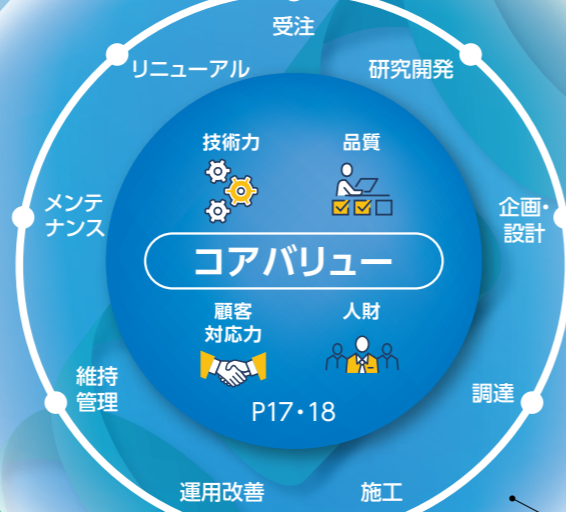 受注
リニューアル
研究開発
技術力
品質
メンテ
ナンス
企画・
設計
コアバリュー
顧客
対応力
人財
維持
管理
調達
P17・18
運用改善
施工